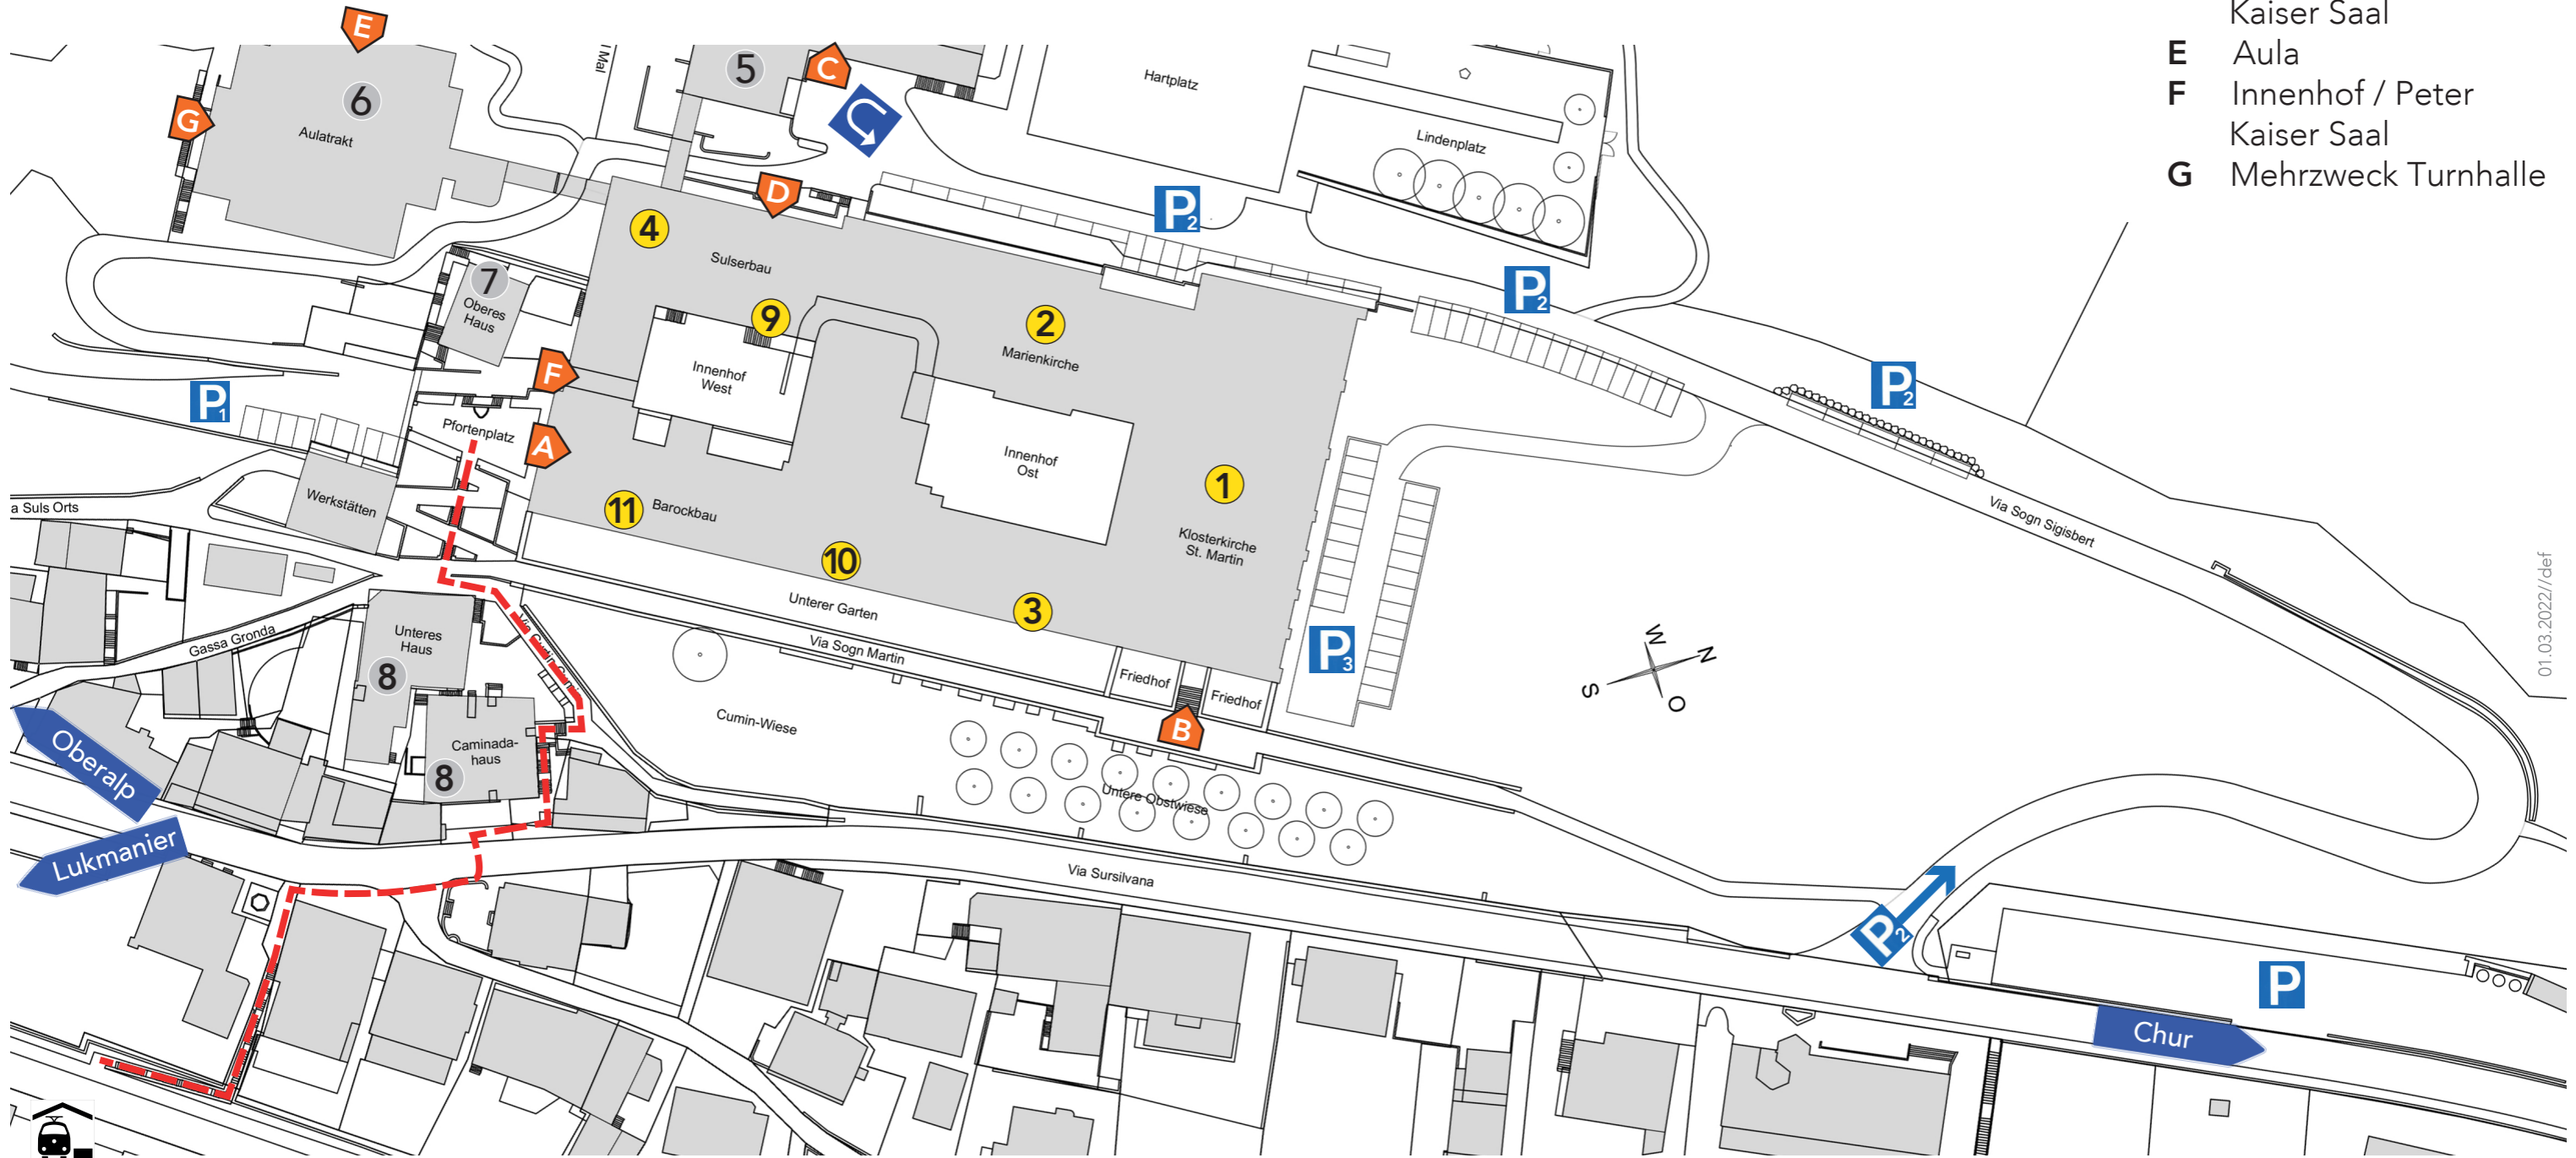 Kaiser Saal
E Aula
F Innenhof / Peter
Kaiser Saal
G Mehrzweck Turnhalle
E
G
6
Aulatrakt
5
C
Hartplatz
Lindenplatz
D
4
Sulserbau
P2
P2
P2
7
Oberes
Haus
9
2
Marienkirche
F
Innenhof
West
P1
Pfortenplatz
A
Innenhof
Ost
1
Klosterkirche
St. Martin
Werkstätten
a Suls Orts
11
Barockbau
10
3
Unterer Garten
Via Sogn Martin
Via Sogn Sigisbert
01.03.2022//def
Gassa Gronda
Unteres
Haus
8
Caminada-
haus
8
Friedhof
Friedhof
P3
B
W
N
S
O
Cumin-Wiese
Untere Obstwiese
Oberalp
Lukmanier
Via Sursilvana
P2
P
Chur